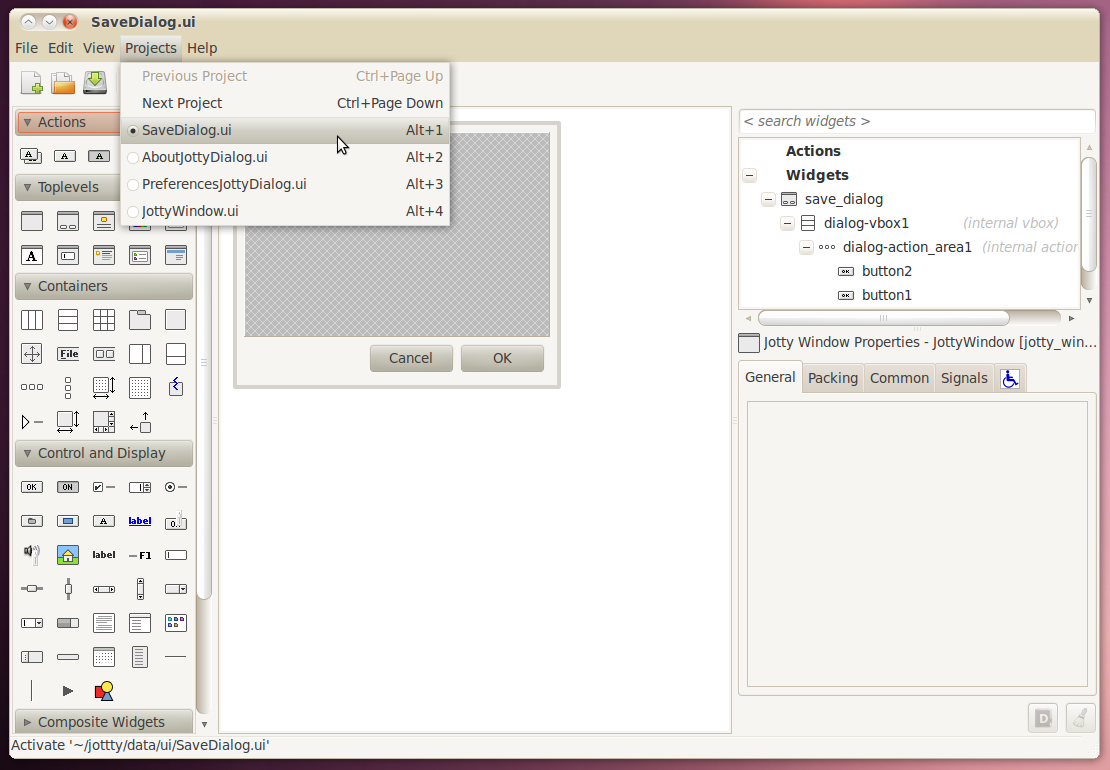 SaveDialog.ui
File Edit View Projects Help
Previous Project Ctrl+Page Up
Next Project Ctrl+Page Down
SaveDialog.ui Alt+1
AboutJottyDialog.ui Alt+2
PreferencesJottyDialog.ui Alt+3
JottyWindow.ui Alt+4
Actions
Toplevels
A
Containers
File
Control and Display
OK ON
A label 0..
label F1
Composite Widgets
Cancel OK
< search widgets >
Actions
Widgets
save_dialog
dialog-vbox1 (internal vbox)
dialog-action_area1 (internal action
button2
button1
Jotty Window Properties - JottyWindow [jotty_win...
General Packing Common Signals
D
Activate '~/jottty/data/ui/SaveDialog.ui'